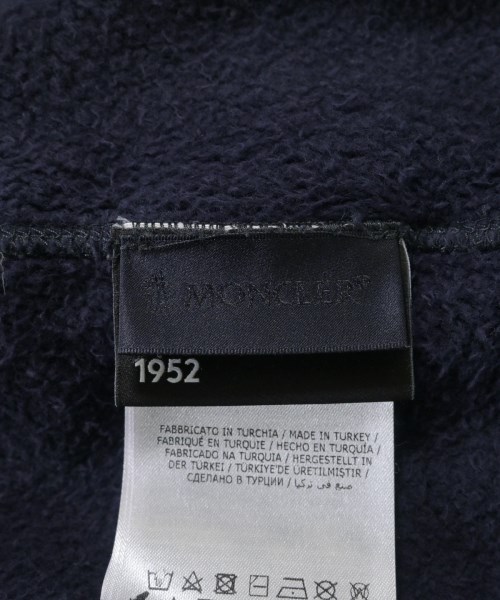 MONCLER
1952
FABBRICATO IN TURCHIA / MADE IN TURKEY /
FABRIQUÉ EN TURQUIE / HECHO EN TURQUÍA /
FABRICADO NA TURQUIA / HERGESTELLT IN
DER TÜRKEI / TÜRKİYE'DE ÜRETİLMİŞTİR /
СДЕЛАНО В ТУРЦИИ / صنع في تركيا